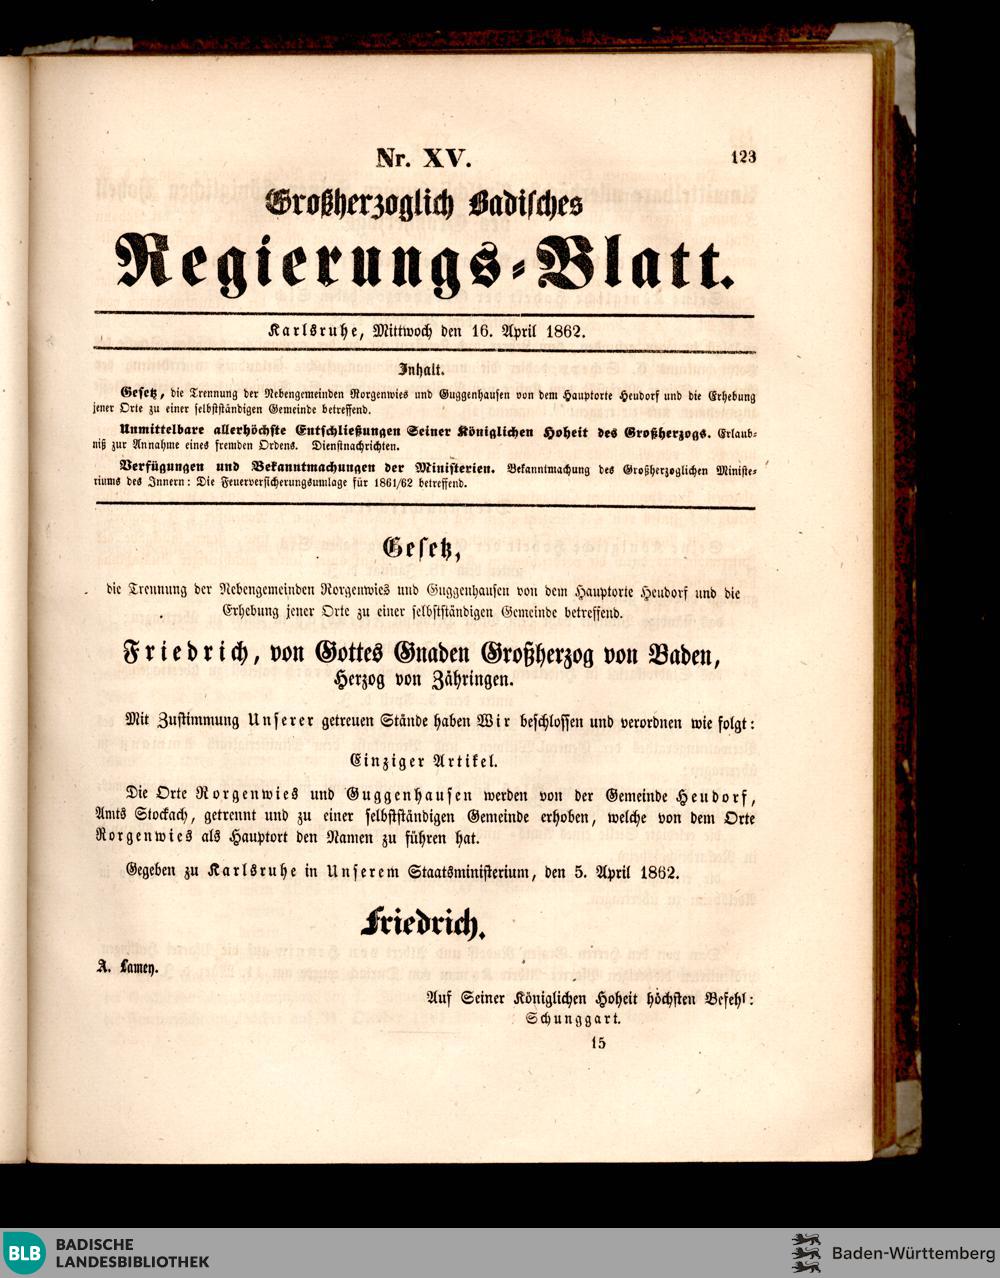 Nr. XV.
123
Großherzoglich Badisches
Regierungs-Blatt.
Karlsruhe, Mittwoch den 16. April 1862.
Inhalt.
Gesetz, die Trennung der Nebengemeinden Rorgenwies und Guggenhausen von dem Hauptorte Heudorf und die Erhebung
jener Orte zu einer selbstständigen Gemeinde betreffend.
Unmittelbare allerhöchste Entschließungen Seiner Königlichen Hoheit des Großherzogs. Erlaub-
niß zur Annahme eines fremden Ordens. Dienstnachrichten.
Verfügungen und Bekanntmachungen der Ministerien. Bekanntmachung des Großherzoglichen Ministe-
riums des Innern: Die Feuerversicherungsumlage für 1861/62 betreffend.
Gesetz,
die Trennung der Nebengemeinden Rorgenwies und Guggenhausen von dem Hauptorte Heudorf und die
Erhebung jener Orte zu einer selbstständigen Gemeinde betreffend.
Friedrich, von Gottes Gnaden Großherzog von Baden,
Herzog von Zähringen.
Mit Zustimmung Unserer getreuen Stände haben Wir beschlossen und verordnen wie folgt:
Einziger Artikel.
Die Orte Rorgenwies und Guggenhausen werden von der Gemeinde Heudorf,
Amts Stockach, getrennt und zu einer selbstständigen Gemeinde erhoben, welche von dem Orte
Rorgenwies als Hauptort den Namen zu führen hat.
Gegeben zu Karlsruhe in Unserem Staatsministerium, den 5. April 1862.
Friedrich.
A. Lamey.
Auf Seiner Königlichen Hoheit höchsten Befehl:
Schunggart.
15
BLB
BADISCHE
LANDESBIBLIOTHEK
Baden-Württemberg